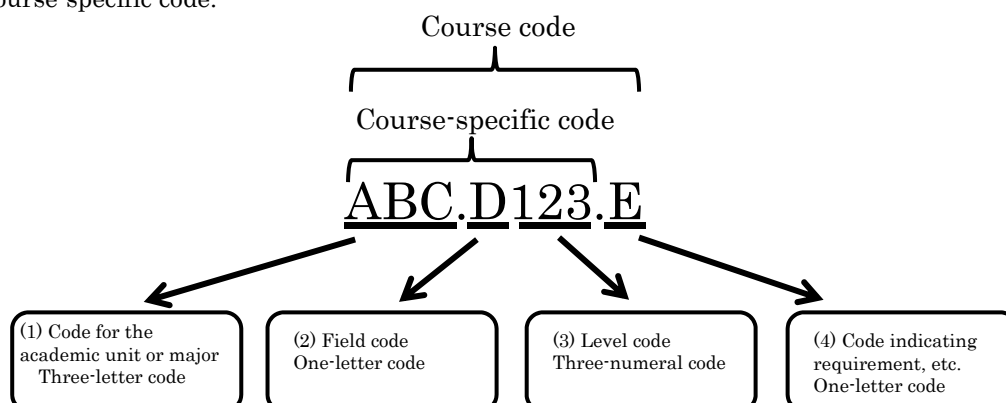 ourse-specific code.
Course code
Course-specific code
ABC.D123.E
(1) Code for the
academic unit or major
Three-letter code
(2) Field code
One-letter code
(3) Level code
Three-numeral code
(4) Code indicating
requirement, etc.
One-letter code